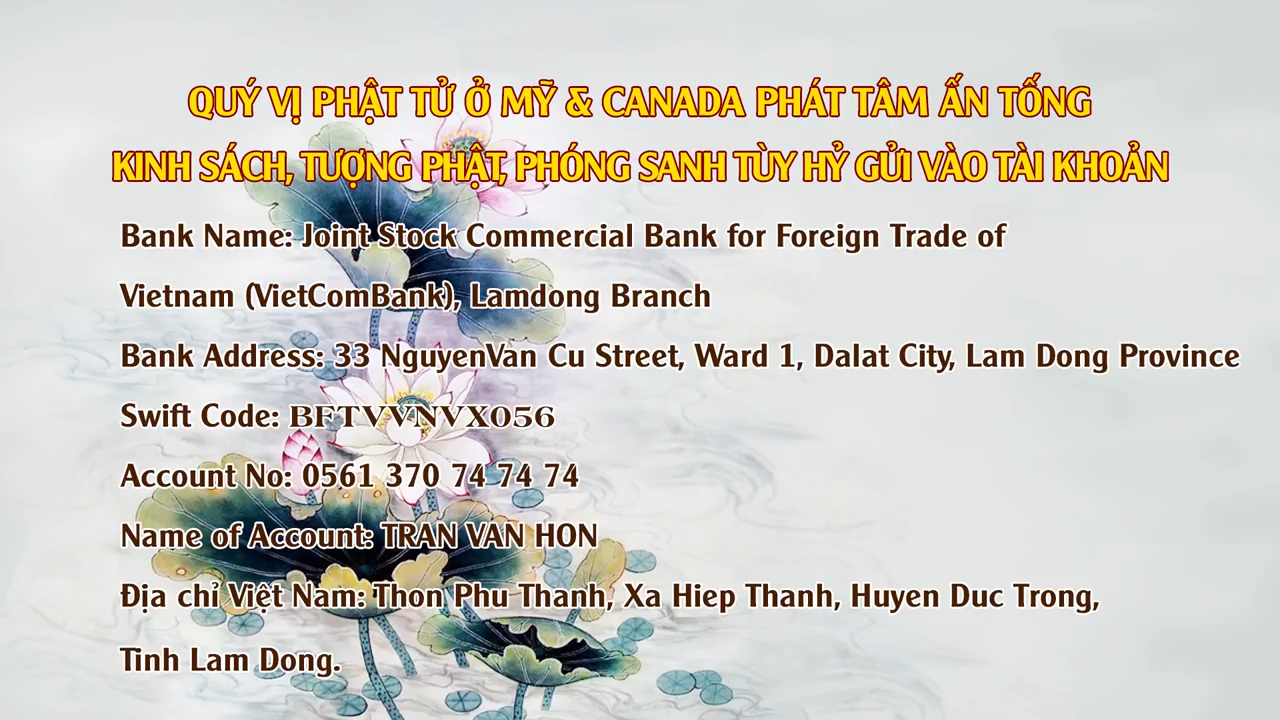 QUÝ VỊ PHẬT TỬ Ở MỸ & CANADA PHÁT TÂM ẤN TỐNG
KINH SÁCH, TƯỢNG PHẬT, PHÓNG SANH TÙY HỶ GỬI VÀO TÀI KHOẢN
Bank Name: Joint Stock Commercial Bank for Foreign Trade of
Vietnam (VietComBank), Lamdong Branch
Bank Address: 33 NguyenVan Cu Street, Ward 1, Dalat City, Lam Dong Province
Swift Code: BFTVVNVX056
Account No: 0561 370 74 74 74
Name of Account: TRAN VAN HON
Địa chỉ Việt Nam: Thon Phu Thanh, Xa Hiep Thanh, Huyen Duc Trong,
Tinh Lam Dong.